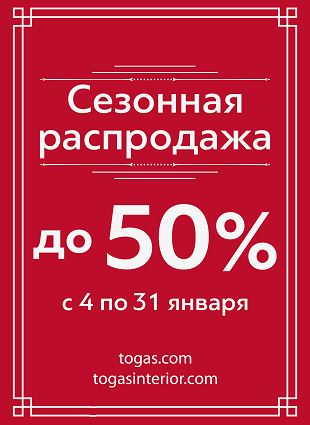 Сезонная
распродажа
до 50%
с 4 по 31 января
togas.com
togasinterior.com